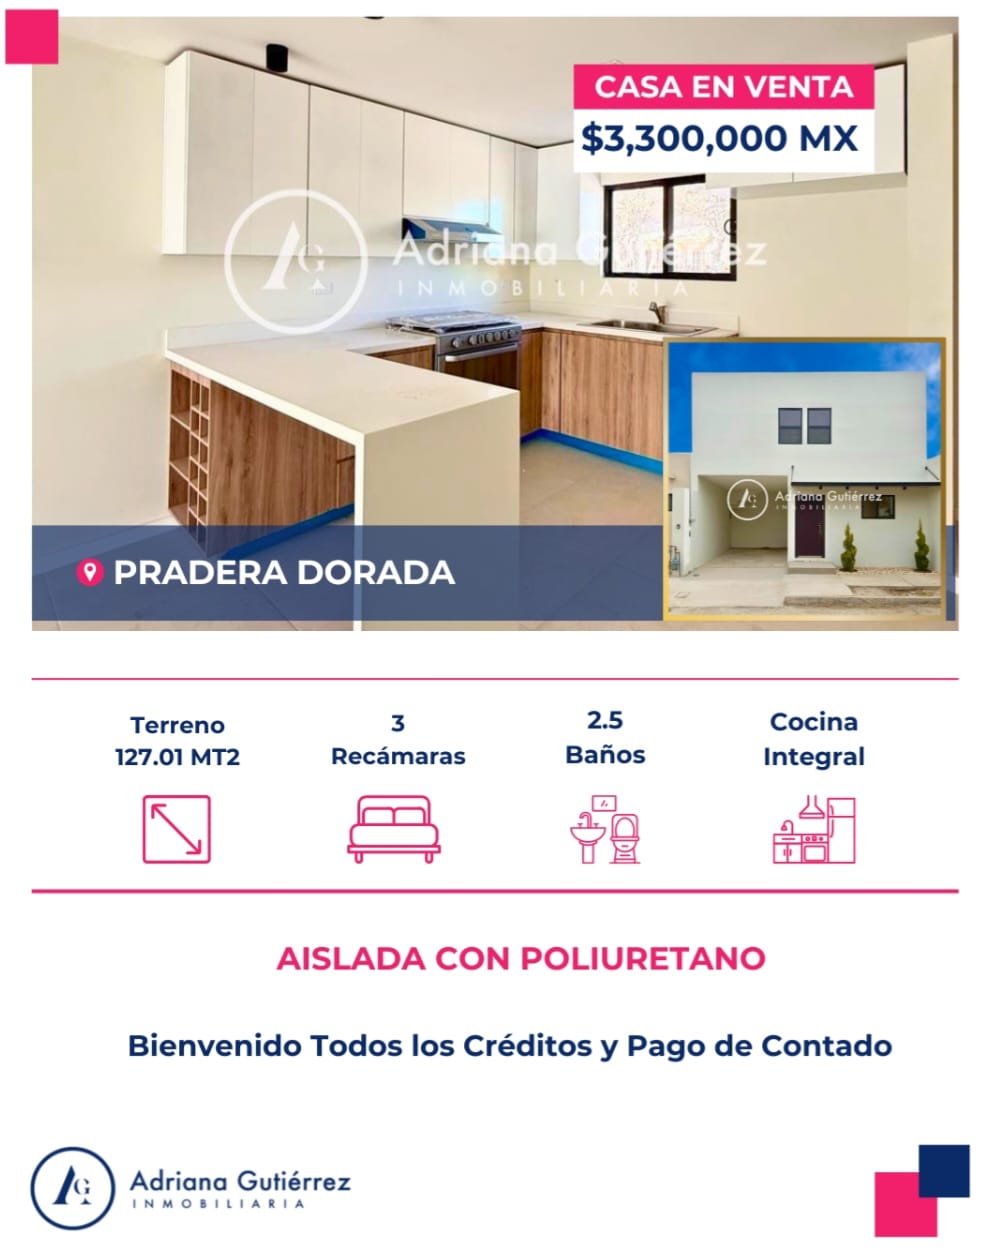 CASA EN VENTA
$3,300,000 MX
AG
Adriana Gutiérrez
INMOBILIARIA
AG
Adriana Gutiérrez
INMOBILIARIA
PRADERA DORADA
Terreno
127.01 MT2
3
Recámaras
2.5
Baños
Cocina
Integral
AISLADA CON POLIURETANO
Bienvenido Todos los Créditos y Pago de Contado
AG
Adriana Gutiérrez
INMOBILIARIA